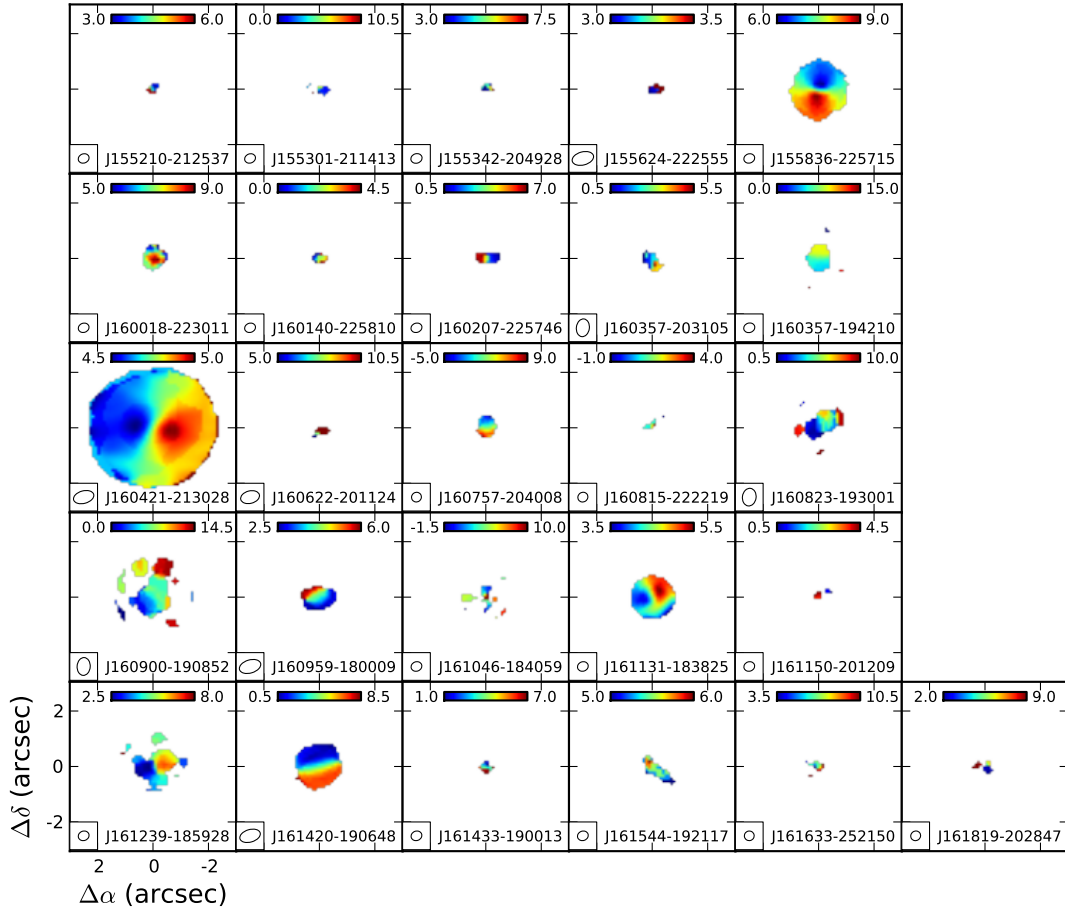 3.0 6.0 0.0 10.5 3.0 7.5 3.0 3.5 6.0 9.0
J155210-212537 J155301-211413 J155342-204928 J155624-222555 J155836-225715
5.0 9.0 0.0 4.5 0.5 7.0 0.5 5.5 0.0 15.0
J160018-223011 J160140-225810 J160207-225746 J160357-203105 J160357-194210
4.5 5.0 5.0 10.5 -5.0 9.0 -1.0 4.0 0.5 10.0
J160421-213028 J160622-201124 J160757-204008 J160815-222219 J160823-193001
0.0 14.5 2.5 6.0 -1.5 10.0 3.5 5.5 0.5 4.5
J160900-190852 J160959-180009 J161046-184059 J161131-183825 J161150-201209
2.5 8.0 0.5 8.5 1.0 7.0 5.0 6.0 3.5 10.5 2.0 9.0
2
0
-2
Δδ (arcsec)
J161239-185928 J161420-190648 J161433-190013 J161544-192117 J161633-252150 J161819-202847
2 0 -2
Δα (arcsec)